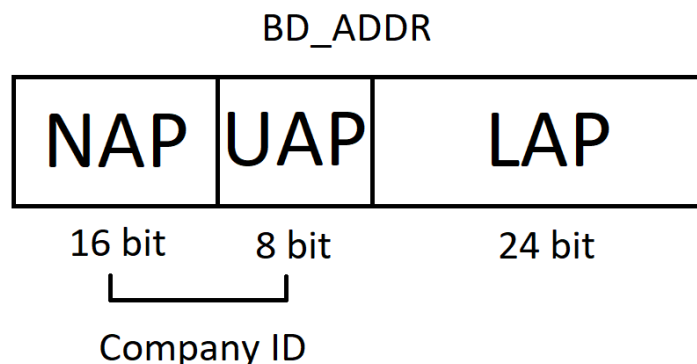 BD_ADDR
NAP UAP LAP
16 bit 8 bit 24 bit
Company ID